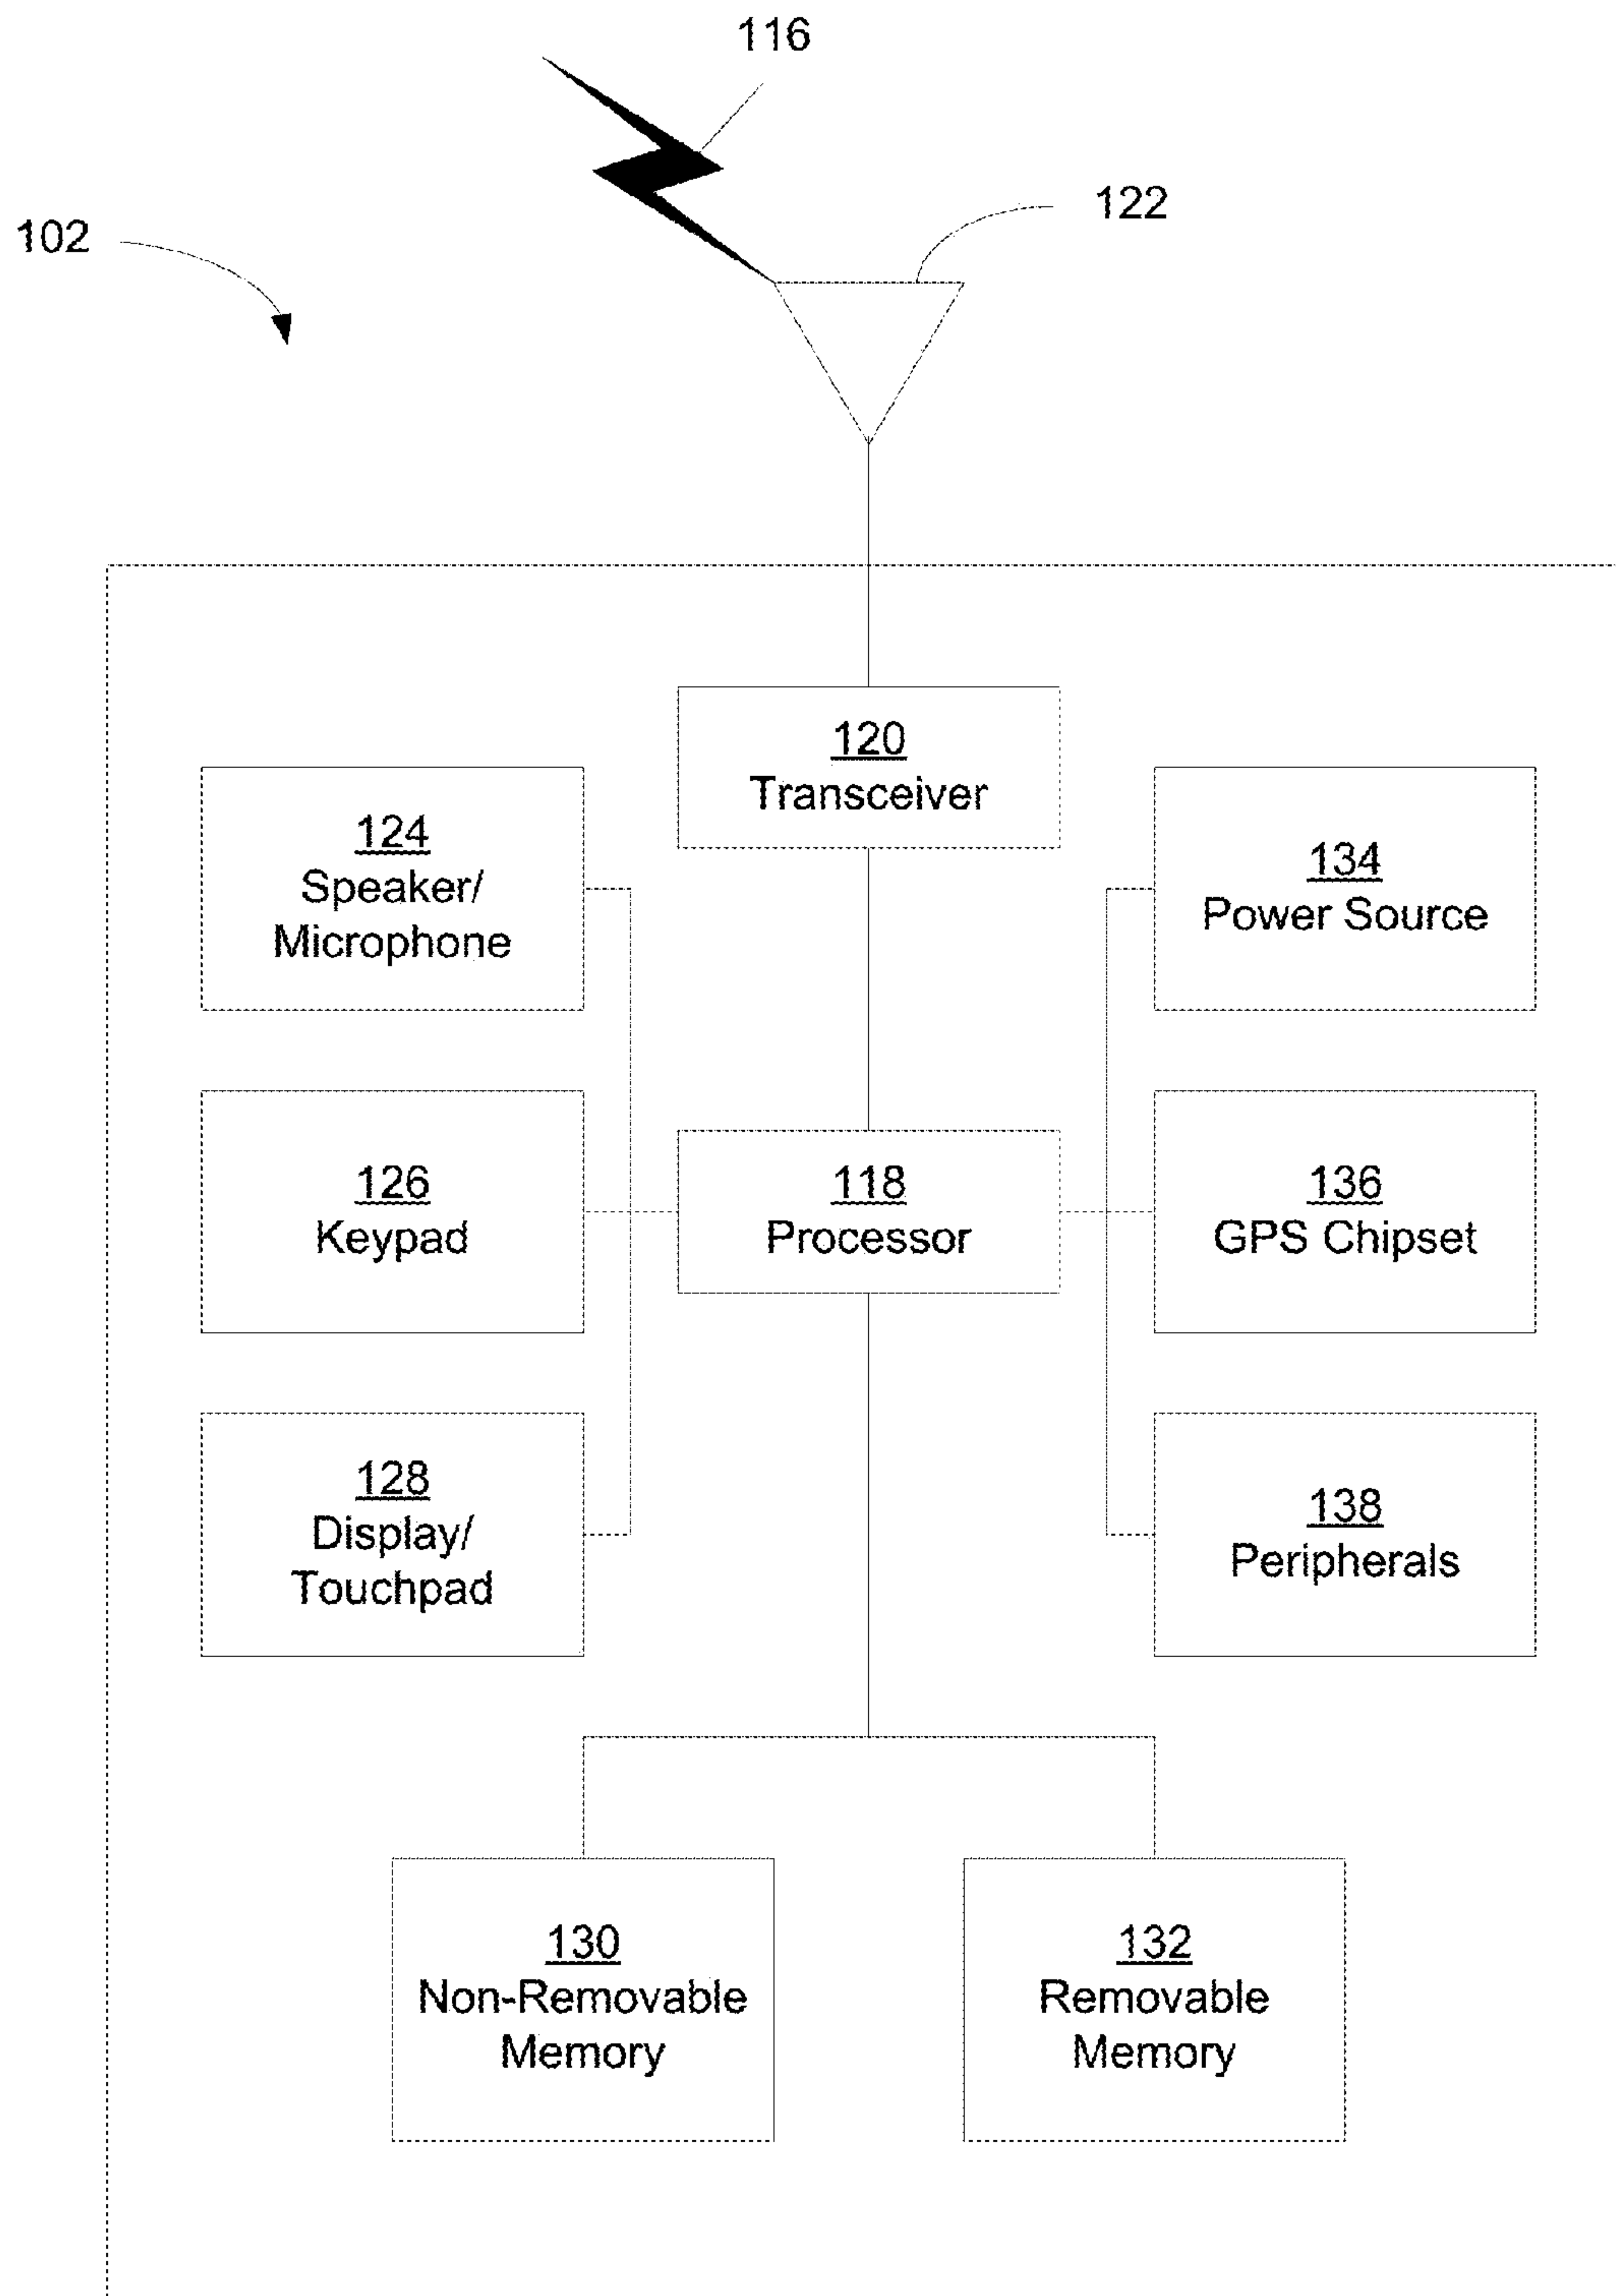 116
122
102
120
Transceiver
124
Speaker/
Microphone
134
Power Source
126
Keypad
118
Processor
136
GPS Chipset
128
Display/
Touchpad
138
Peripherals
130
Non-Removable
Memory
132
Removable
Memory